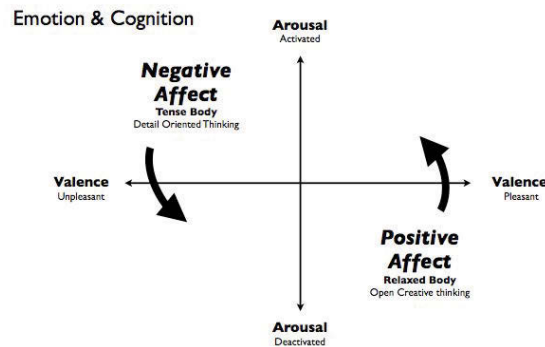 Emotion & Cognition
Arousal
Activated
Negative
Affect
Tense Body
Detail Oriented Thinking
Valence
Unpleasant
Valence
Pleasant
Positive
Affect
Relaxed Body
Open Creative thinking
Arousal
Deactivated